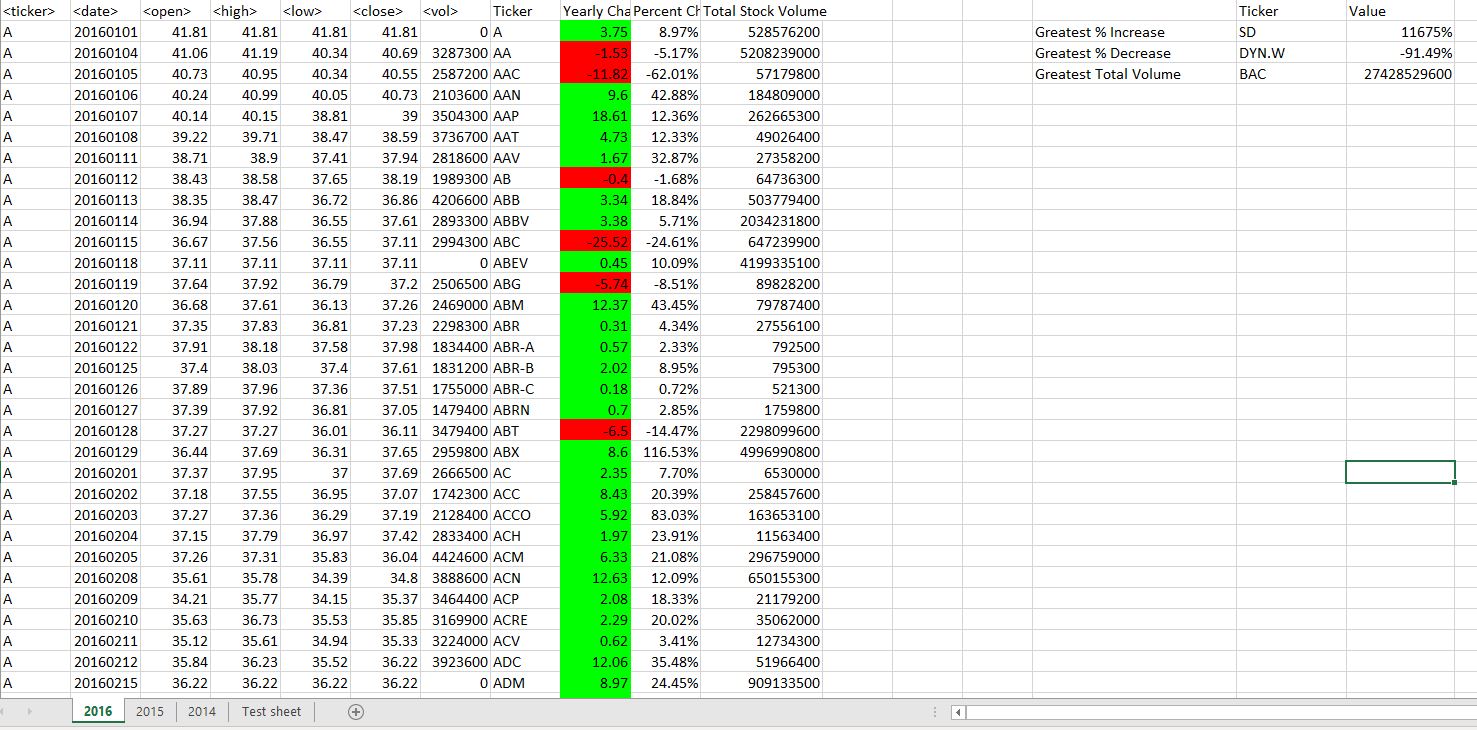 <ticker> <date> <open> <high> <low> <close> <vol> Ticker Yearly Cha Percent Ch Total Stock Volume Ticker Value
A 20160101 41.81 41.81 41.81 41.81 0 A 3.75 8.97% 528576200 Greatest % Increase SD 11675%
A 20160104 41.06 41.19 40.34 40.69 3287300 AA -1.53 -5.17% 5208239000 Greatest % Decrease DYN.W -91.49%
A 20160105 40.73 40.95 40.34 40.55 2587200 AAC -11.82 -62.01% 57179800 Greatest Total Volume BAC 27428529600
A 20160106 40.24 40.99 40.05 40.73 2103600 AAN 9.6 42.88% 184809000
A 20160107 40.14 40.15 38.81 39 3504300 AAP 18.61 12.36% 262665300
A 20160108 39.22 39.71 38.47 38.59 3736700 AAT 4.73 12.33% 49026400
A 20160111 38.71 38.9 37.41 37.94 2818600 AAV 1.67 32.87% 27358200
A 20160112 38.43 38.58 37.65 38.19 1989300 AB -0.4 -1.68% 64736300
A 20160113 38.35 38.47 36.72 36.86 4206600 ABB 3.34 18.84% 503779400
A 20160114 36.94 37.88 36.55 37.61 2893300 ABBV 3.38 5.71% 2034231800
A 20160115 36.67 37.56 36.55 37.11 2994300 ABC -25.52 -24.61% 647239900
A 20160118 37.11 37.11 37.11 37.11 0 ABEV 0.45 10.09% 4199335100
A 20160119 37.64 37.92 36.79 37.2 2506500 ABG -5.74 -8.51% 89828200
A 20160120 36.68 37.61 36.13 37.26 2469000 ABM 12.37 43.45% 79787400
A 20160121 37.35 37.83 36.81 37.23 2298300 ABR 0.31 4.34% 27556100
A 20160122 37.91 38.18 37.58 37.98 1834400 ABR-A 0.57 2.33% 792500
A 20160125 37.4 38.03 37.4 37.61 1831200 ABR-B 2.02 8.95% 795300
A 20160126 37.89 37.96 37.36 37.51 1755000 ABR-C 0.18 0.72% 521300
A 20160127 37.39 37.92 36.81 37.05 1479400 ABRN 0.7 2.85% 1759800
A 20160128 37.27 37.27 36.01 36.11 3479400 ABT -6.5 -14.47% 2298099600
A 20160129 36.44 37.69 36.31 37.65 2959800 ABX 8.6 116.53% 4996990800
A 20160201 37.37 37.95 37 37.69 2666500 AC 2.35 7.70% 6530000
A 20160202 37.18 37.55 36.95 37.07 1742300 ACC 8.43 20.39% 258457600
A 20160203 37.27 37.36 36.29 37.19 2128400 ACCO 5.92 83.03% 163653100
A 20160204 37.15 37.79 36.97 37.42 2833400 ACH 1.97 23.91% 11563400
A 20160205 37.26 37.31 35.83 36.04 4424600 ACM 6.33 21.08% 296759000
A 20160208 35.61 35.78 34.39 34.8 3888600 ACN 12.63 12.09% 650155300
A 20160209 34.21 35.77 34.15 35.37 3464400 ACP 2.08 18.33% 21179200
A 20160210 35.63 36.73 35.53 35.85 3169900 ACRE 2.29 20.02% 35062000
A 20160211 35.12 35.61 34.94 35.33 3224000 ACV 0.62 3.41% 12734300
A 20160212 35.84 36.23 35.52 36.22 3923600 ADC 12.06 35.48% 51966400
A 20160215 36.22 36.22 36.22 36.22 0 ADM 8.97 24.45% 909133500
2016 2015 2014 Test sheet